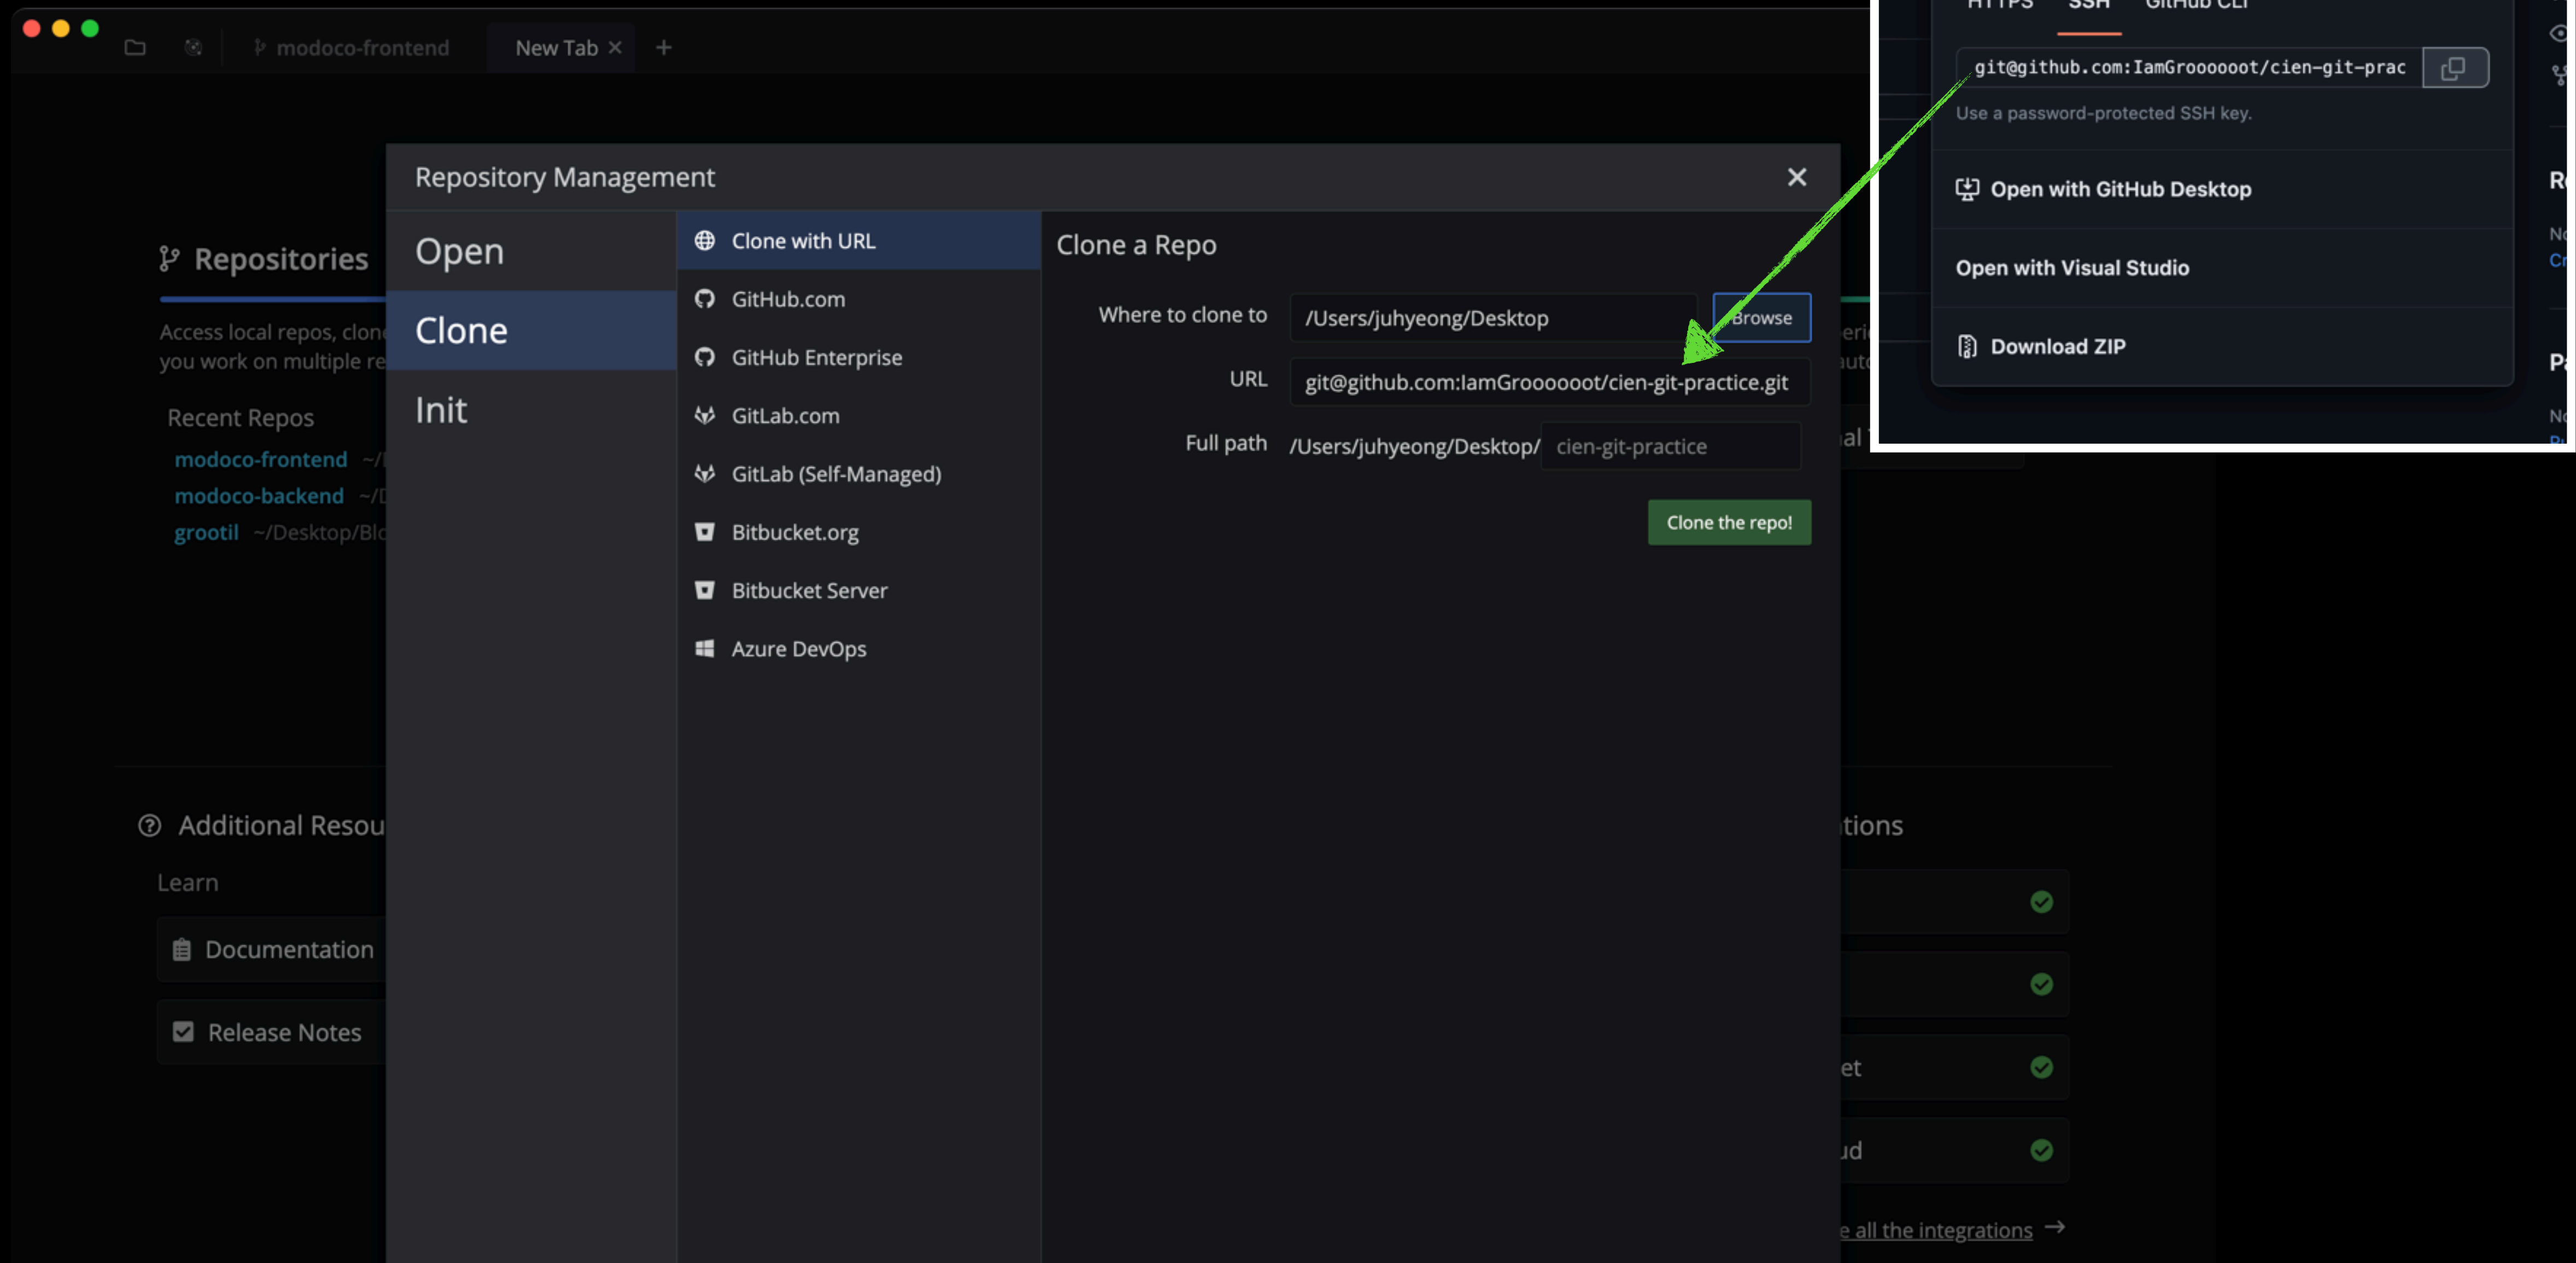 modoco-frontend
New Tab
HTTPS SSH GitHub CLI
git@github.com:IamGroooooot/cien-git-prac
Use a password-protected SSH key.
Open with GitHub Desktop
Open with Visual Studio
Download ZIP
Repository Management
Open
Clone
Init
Clone with URL
GitHub.com
GitHub Enterprise
GitLab.com
GitLab (Self-Managed)
Bitbucket.org
Bitbucket Server
Azure DevOps
Clone a Repo
Where to clone to /Users/juhyeong/Desktop Browse
URL git@github.com:IamGroooooot/cien-git-practice.git
Full path /Users/juhyeong/Desktop/ cien-git-practice
Clone the repo!
Repositories
Access local repos, clone
you work on multiple re
Recent Repos
modoco-frontend
modoco-backend
grootil ~/Desktop/Blo
Additional Resou
Learn
Documentation
Release Notes
ations
et
ud
e all the integrations